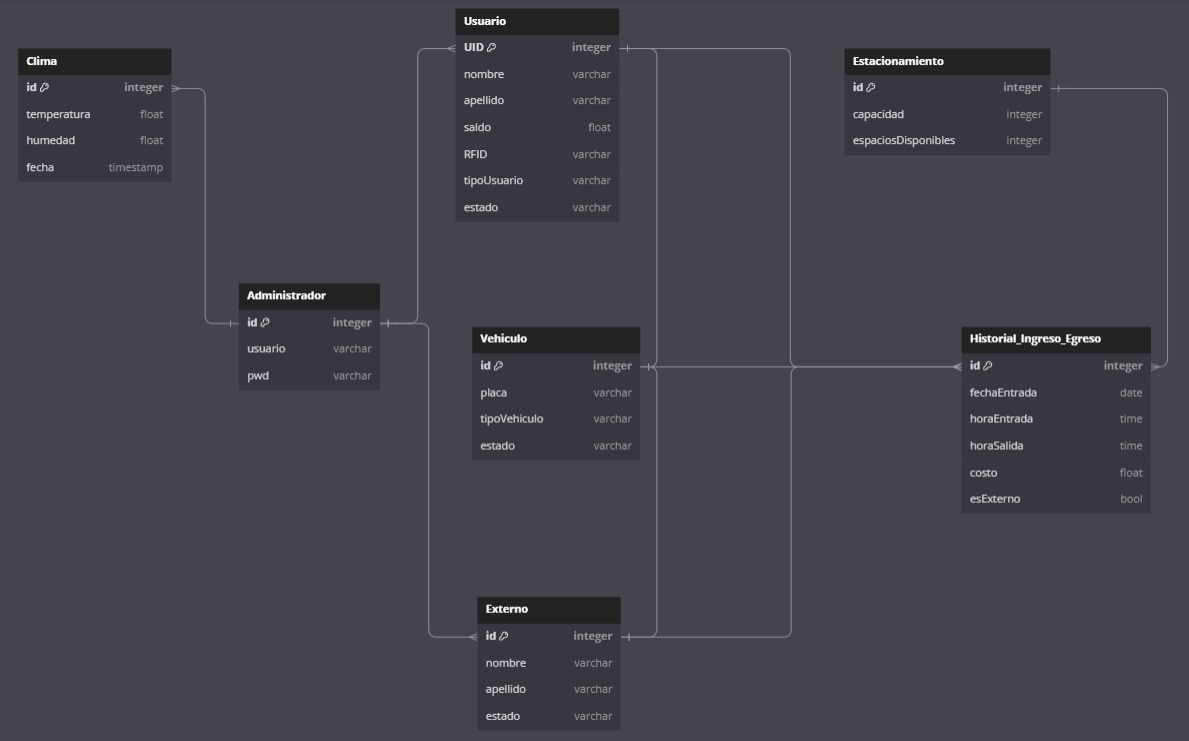 Usuario
UID integer
nombre varchar
apellido varchar
saldo float
RFID varchar
tipoUsuario varchar
estado varchar
Clima
id integer
temperatura float
humedad float
fecha timestamp
Estacionamiento
id integer
capacidad integer
espaciosDisponibles integer
Administrador
id integer
usuario varchar
pwd varchar
Vehiculo
id integer
placa varchar
tipoVehiculo varchar
estado varchar
Historial_Ingreso_Egreso
id integer
fechaEntrada date
horaEntrada time
horaSalida time
costo float
esExterno bool
Externo
id integer
nombre varchar
apellido varchar
estado varchar